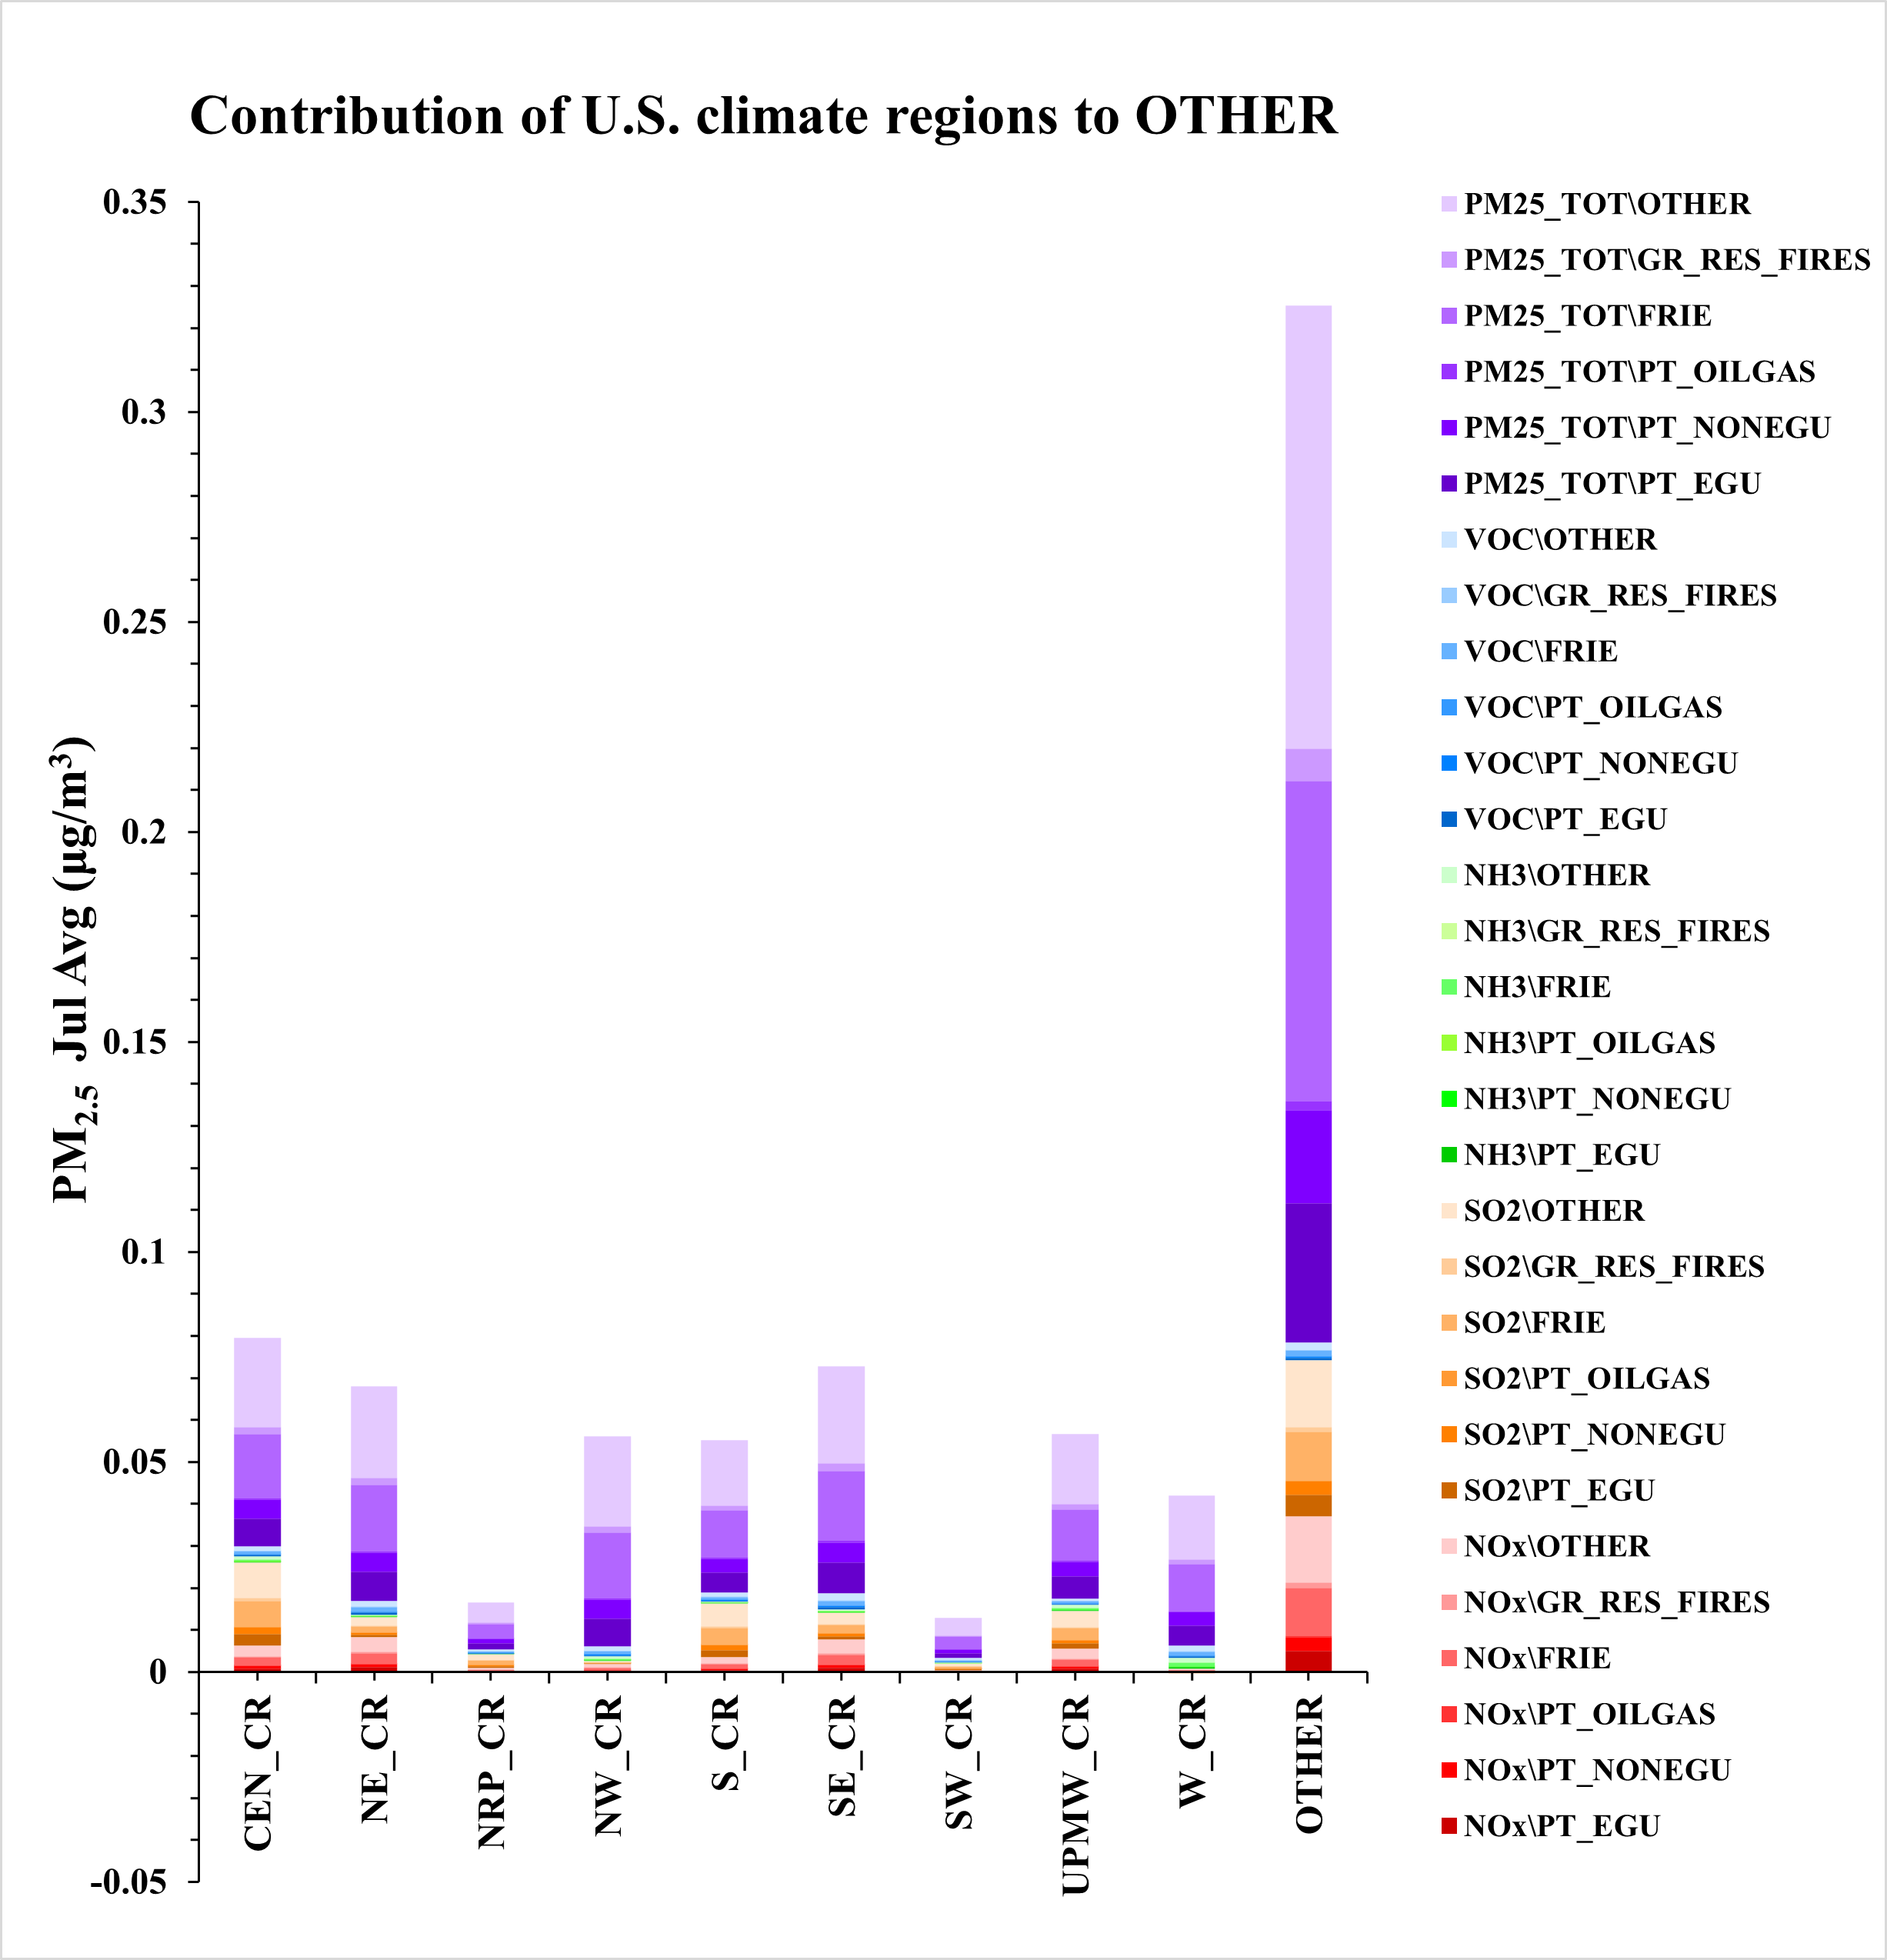 Contribution of U.S. climate regions to OTHER
PM2.5 Jul Avg (µg/m³)
0.35
0.3
0.25
0.2
0.15
0.1
0.05
0
-0.05
CEN_CR
NE_CR
NRP_CR
NW_CR
S_CR
SE_CR
SW_CR
UPMW_CR
W_CR
OTHER
PM25_TOT\OTHER
PM25_TOT\GR_RES_FIRES
PM25_TOT\FRIE
PM25_TOT\PT_OILGAS
PM25_TOT\PT_NONEGU
PM25_TOT\PT_EGU
VOC\OTHER
VOC\GR_RES_FIRES
VOC\FRIE
VOC\PT_OILGAS
VOC\PT_NONEGU
VOC\PT_EGU
NH3\OTHER
NH3\GR_RES_FIRES
NH3\FRIE
NH3\PT_OILGAS
NH3\PT_NONEGU
NH3\PT_EGU
SO2\OTHER
SO2\GR_RES_FIRES
SO2\FRIE
SO2\PT_OILGAS
SO2\PT_NONEGU
SO2\PT_EGU
NOx\OTHER
NOx\GR_RES_FIRES
NOx\FRIE
NOx\PT_OILGAS
NOx\PT_NONEGU
NOx\PT_EGU